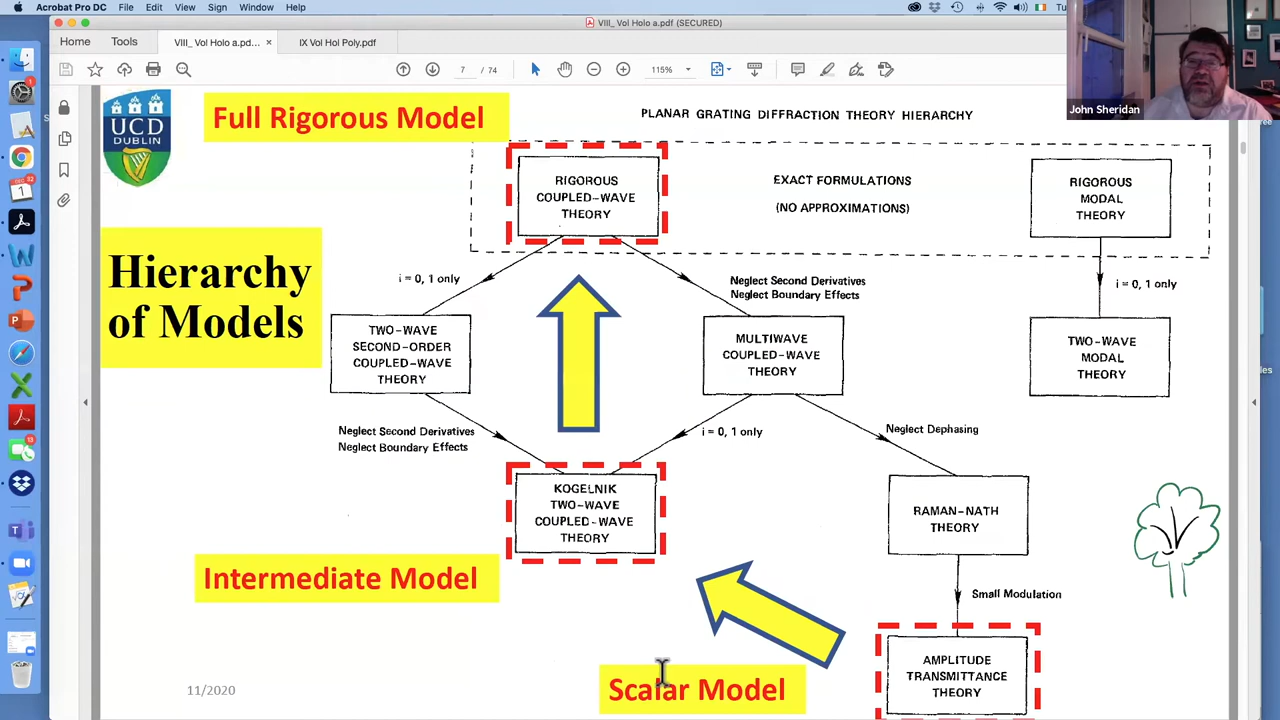 Acrobat Pro DC File Edit View Sign Window Help
VIII_ Vol Holo a.pdf (SECURED)
Home Tools VIII_ Vol Holo a.pd... × IX Vol Hol Poly.pdf
7 / 74 115%
John Sheridan
UCD
DUBLIN
Full Rigorous Model
PLANAR GRATING DIFFRACTION THEORY HIERARCHY
RIGOROUS
COUPLED-WAVE
THEORY
EXACT FORMULATIONS
(NO APPROXIMATIONS)
RIGOROUS
MODAL
THEORY
Hierarchy
of Models
i = 0, 1 only
Neglect Second Derivatives
Neglect Boundary Effects
i = 0, 1 only
TWO-WAVE
SECOND-ORDER
COUPLED-WAVE
THEORY
MULTIWAVE
COUPLED-WAVE
THEORY
TWO-WAVE
MODAL
THEORY
Neglect Second Derivatives
Neglect Boundary Effects
i = 0, 1 only
Neglect Dephasing
KOGELNIK
TWO-WAVE
COUPLED-WAVE
THEORY
RAMAN-NATH
THEORY
Intermediate Model
Small Modulation
Scalar Model
AMPLITUDE
TRANSMITTANCE
THEORY
11/2020